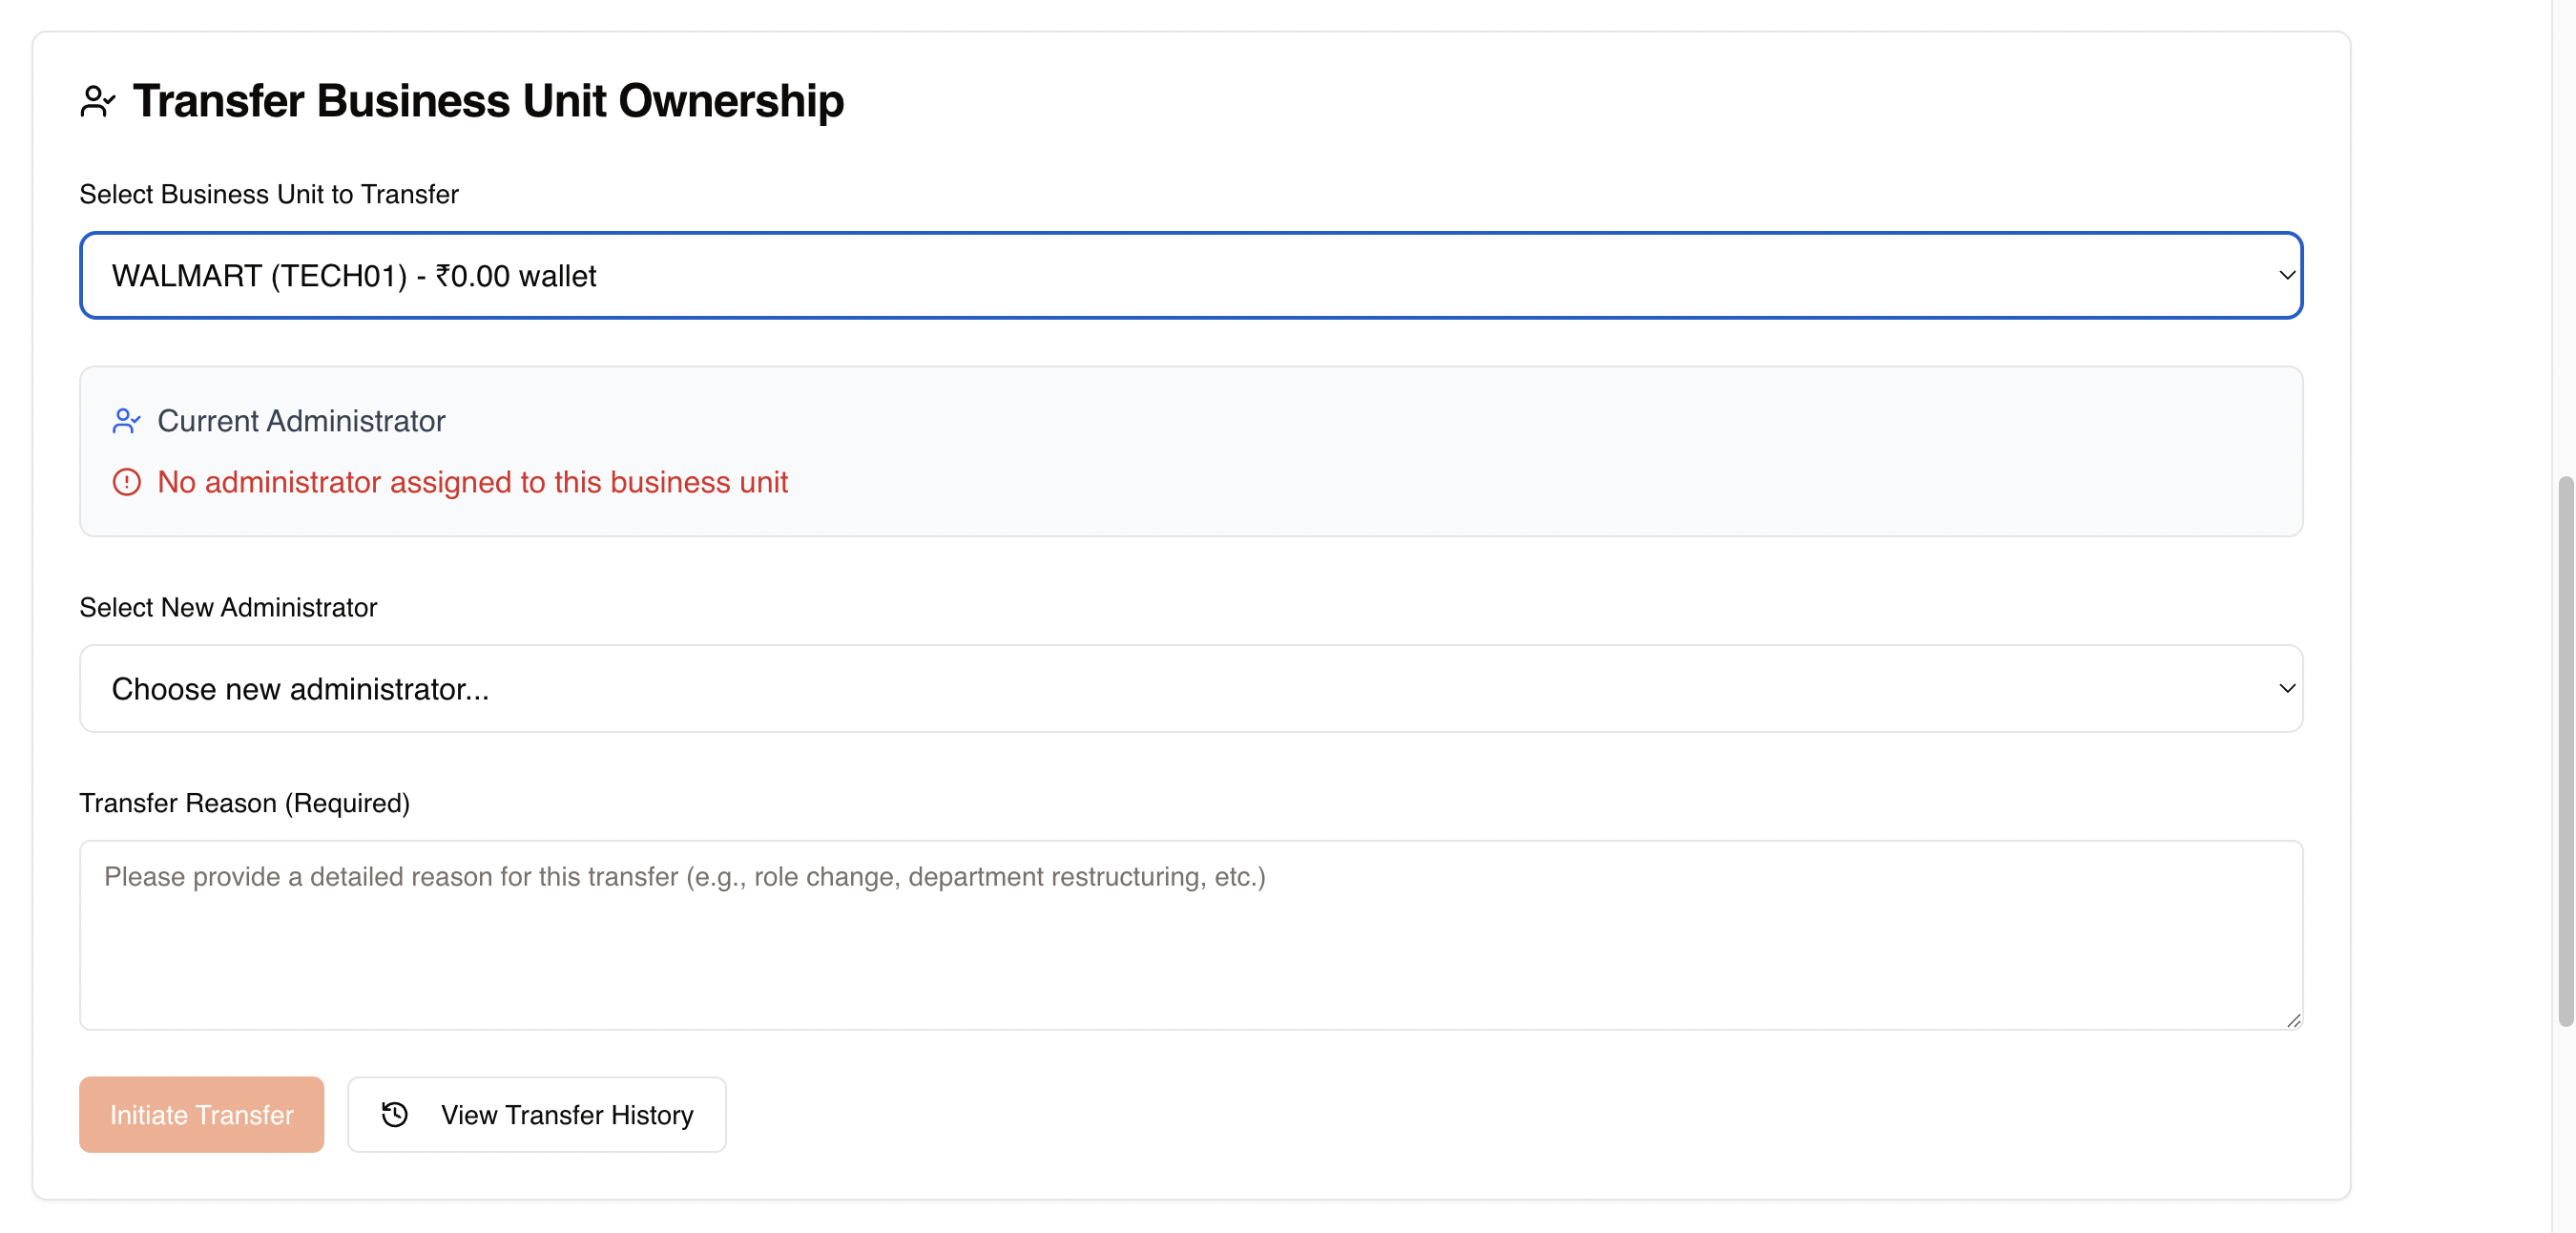 Transfer Business Unit Ownership
Select Business Unit to Transfer
WALMART (TECH01) - ₹0.00 wallet
Current Administrator
No administrator assigned to this business unit
Select New Administrator
Choose new administrator...
Transfer Reason (Required)
Please provide a detailed reason for this transfer (e.g., role change, department restructuring, etc.)
Initiate Transfer
View Transfer History